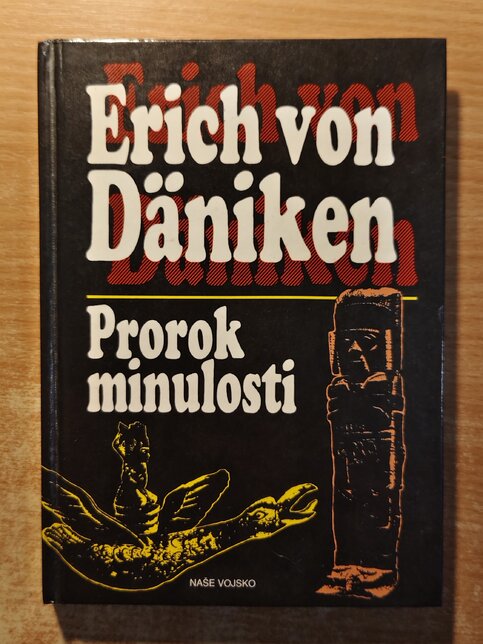 Erich von
Däniken
Prorok
minulosti
NAŠE VOJSKO